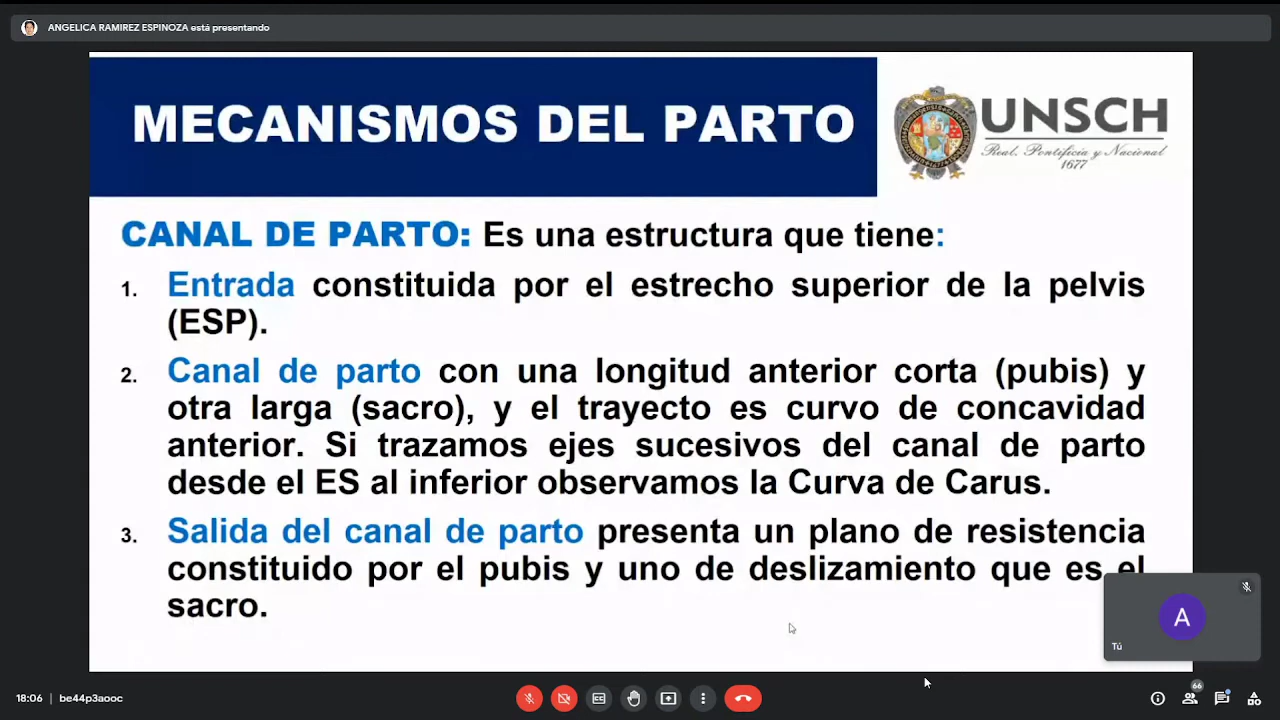 ANGELICA RAMIREZ ESPINOZA está presentando
MECANISMOS DEL PARTO
UNSCH
Real, Pontificia y Nacional
1677
CANAL DE PARTO: Es una estructura que tiene:
1. Entrada constituida por el estrecho superior de la pelvis
(ESP).
2. Canal de parto con una longitud anterior corta (pubis) y
otra larga (sacro), y el trayecto es curvo de concavidad
anterior. Si trazamos ejes sucesivos del canal de parto
desde el ES al inferior observamos la Curva de Carus.
3. Salida del canal de parto presenta un plano de resistencia
constituido por el pubis y uno de deslizamiento que es el
sacro.
A
Tú
18:06 | be44p3aooc
66